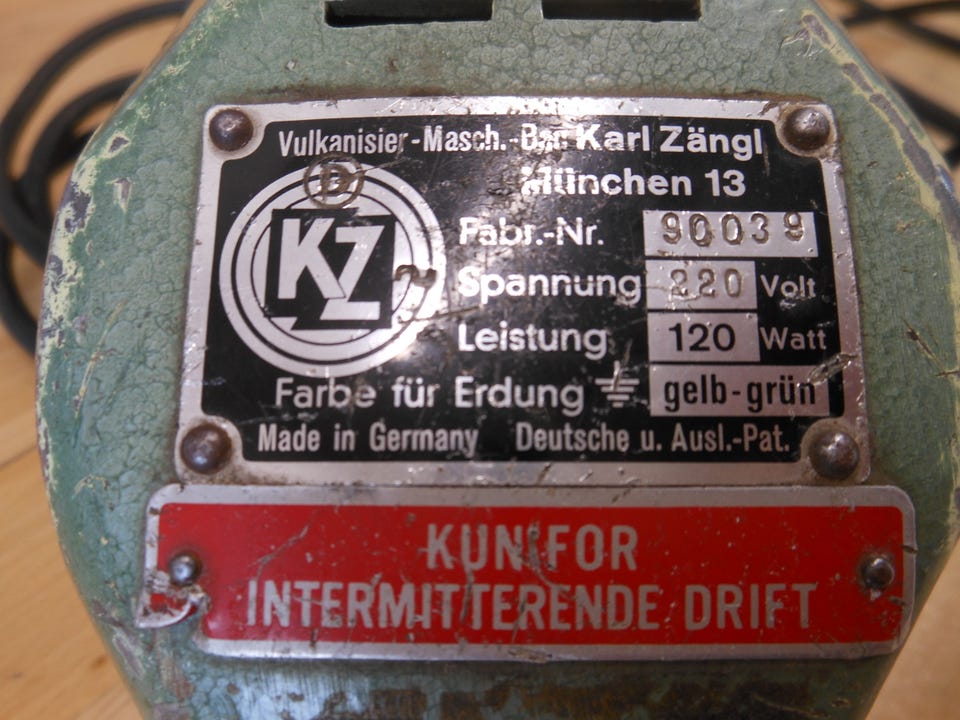 Vulkanisier-Masch.-Bau Karl Zängl
München 13
D
KZ
Fabr.-Nr. 90039
Spannung 220 Volt
Leistung 120 Watt
Farbe für Erdung gelb-grün
Made in Germany Deutsche u. Ausl.-Pat.
KUN FOR
INTERMITTERENDE DRIFT